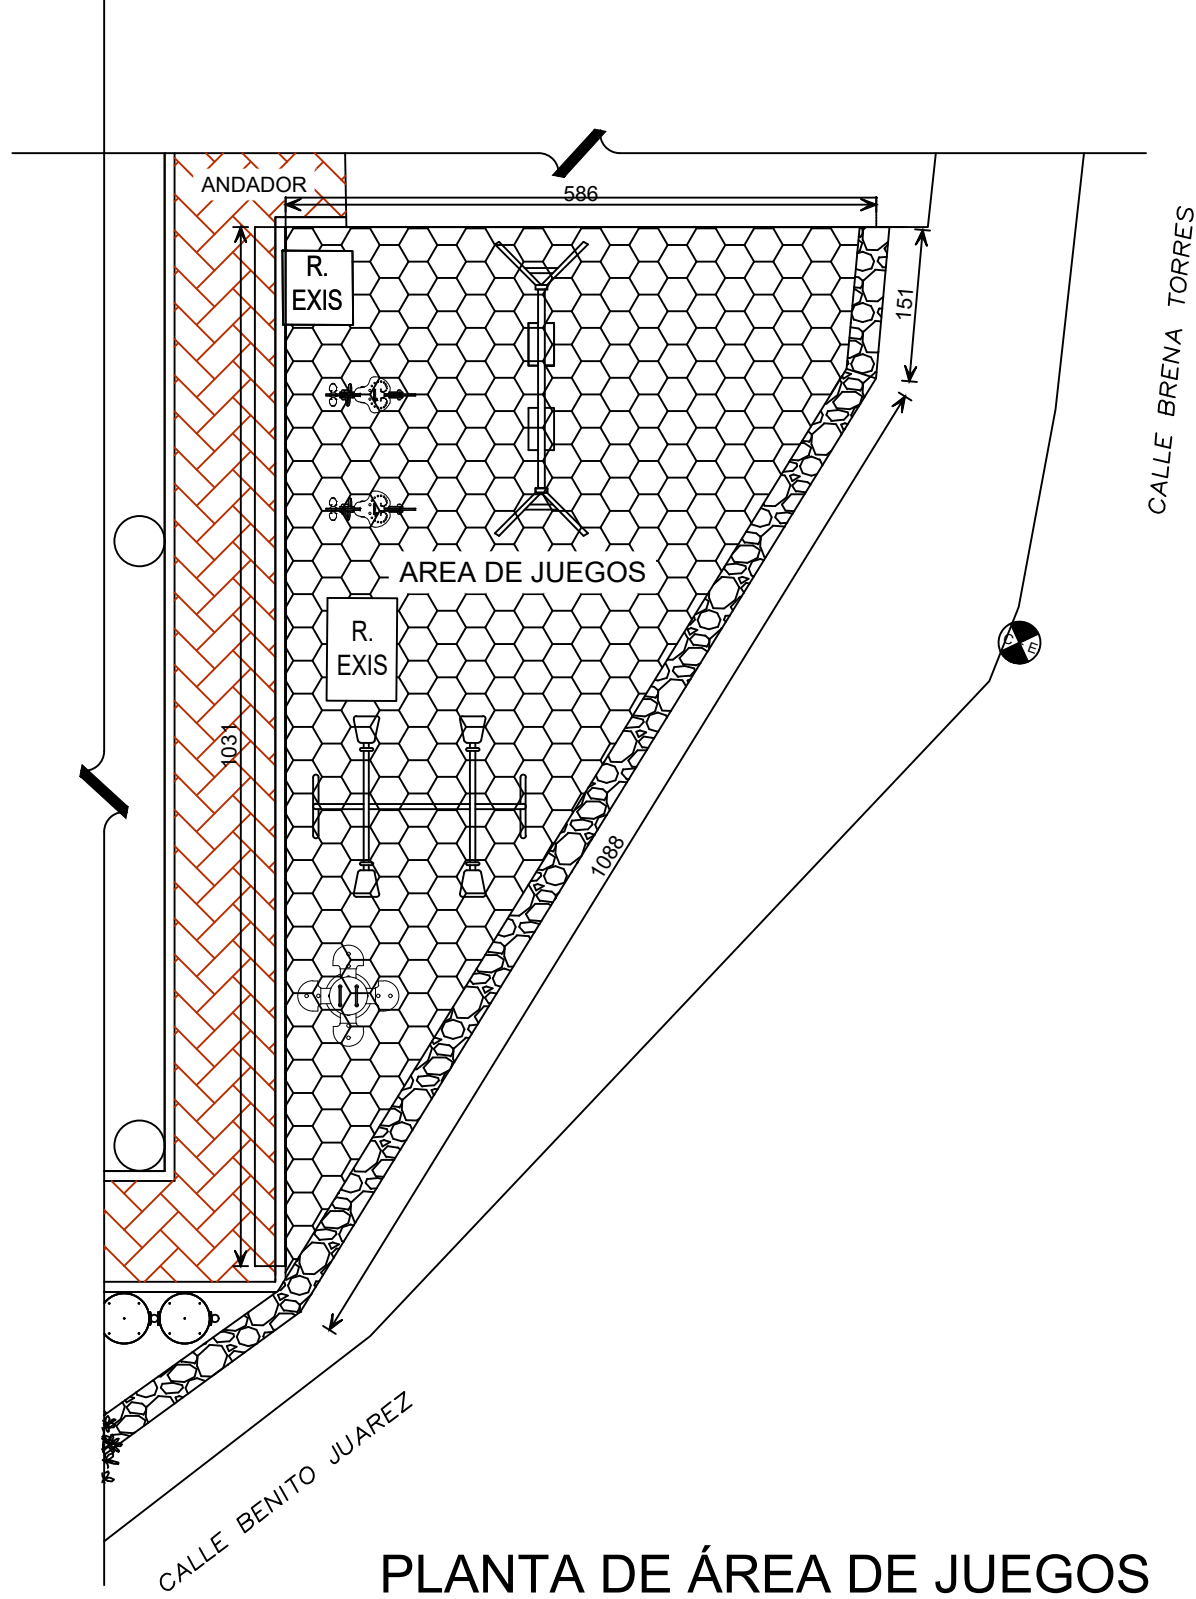 ANDADOR
586
R.
EXIS
151
CALLE BRENA TORRES
AREA DE JUEGOS
R.
EXIS
C
E
1031
1088
CALLE BENITO JUAREZ
PLANTA DE ÁREA DE JUEGOS